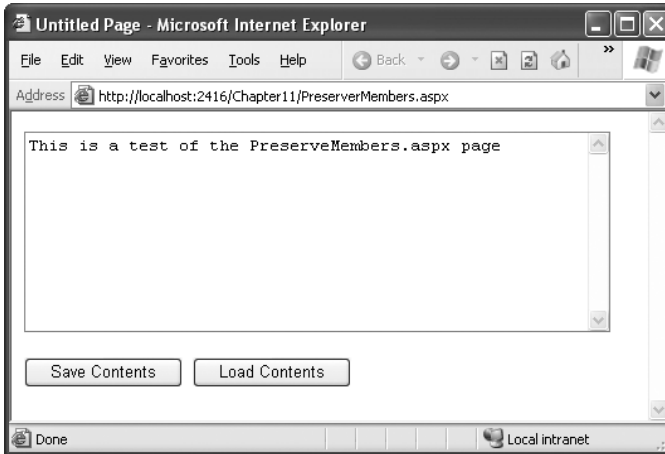 Untitled Page - Microsoft Internet Explorer
File Edit View Favorites Tools Help Back »
Address http://localhost:2416/Chapter11/PreserverMembers.aspx
This is a test of the PreserveMembers.aspx page
Save Contents Load Contents
Done Local intranet